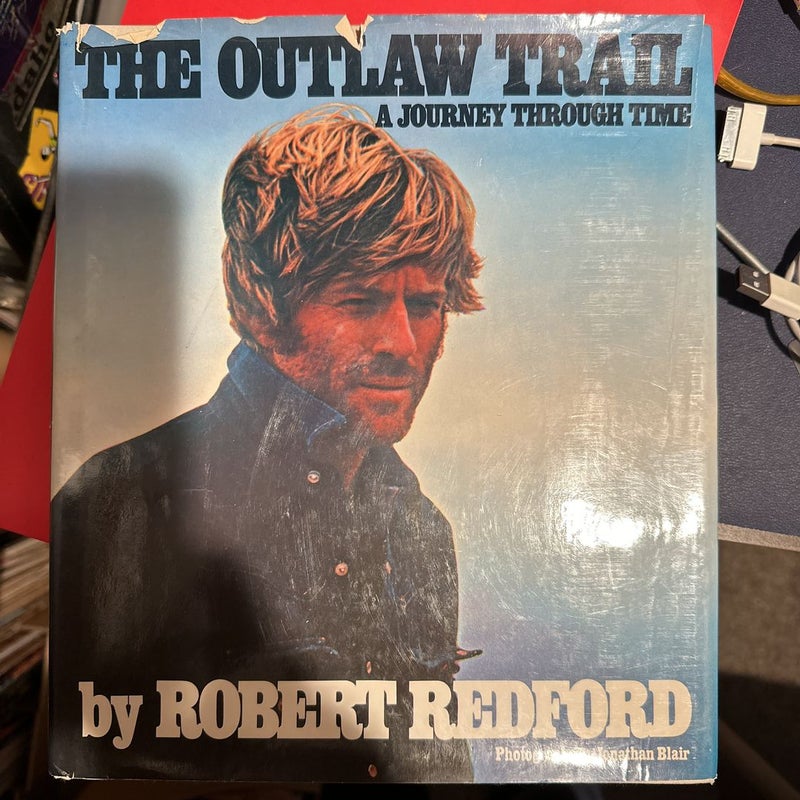 THE OUTLAW TRAIL
A JOURNEY THROUGH TIME
by ROBERT REDFORD
Jonathan Blair